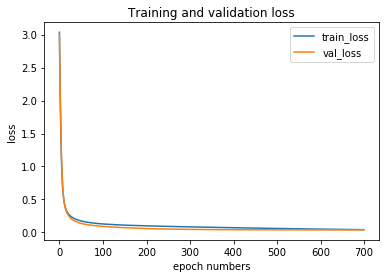 Training and validation loss
train_loss
val_loss
3.0
2.5
2.0
1.5
1.0
0.5
0.0
loss
0 100 200 300 400 500 600 700
epoch numbers